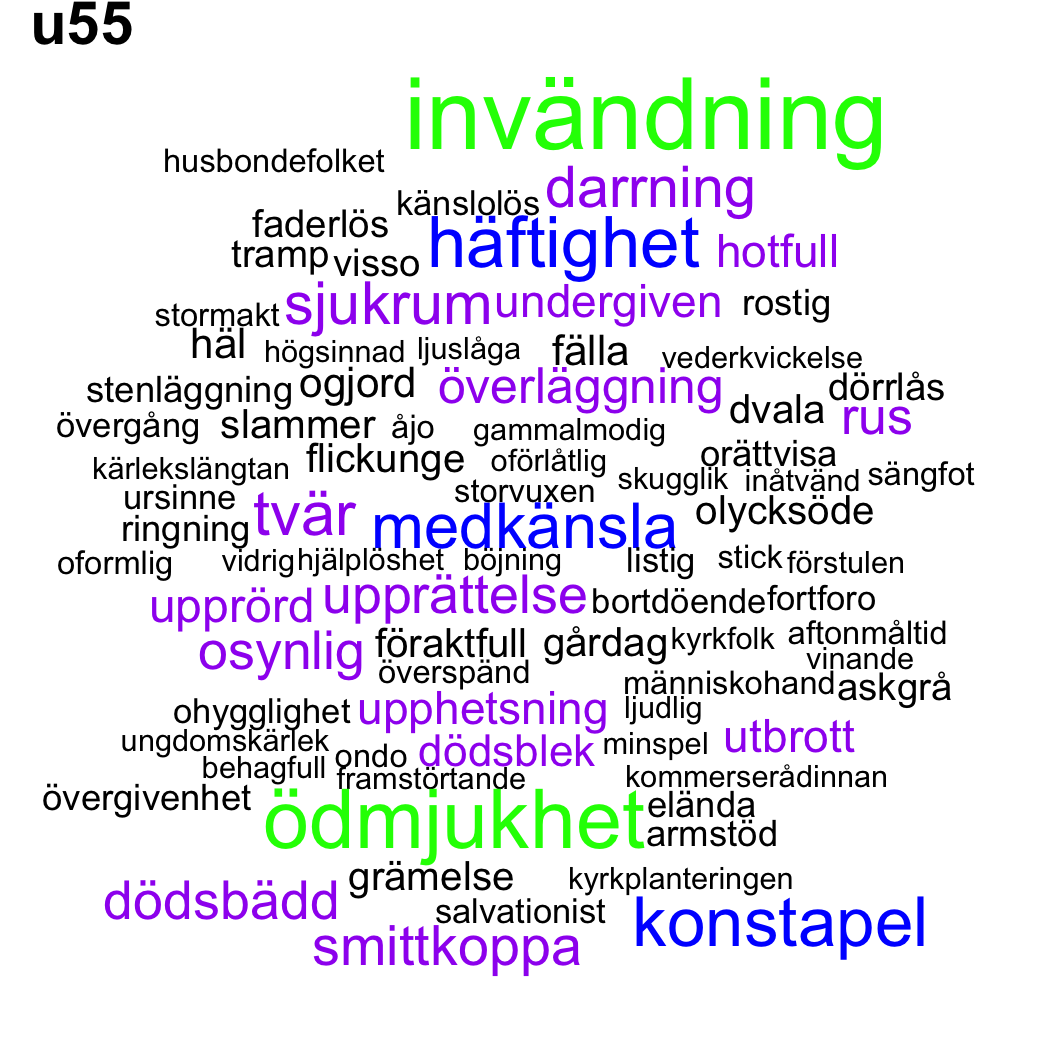 u55
invändning
husbondefolket
darrning
känslolös
faderlös
häftighet hotfull
tramp visso
sjukrum undergiven rostig
stormakt
häl högsinnad ljuslåga fälla vederkvickelse
stenläggning ogjord överläggning dörrlås
övergång slammer åjo gammalmodig dvala rus
kärlekslängtan flickunge oförlåtlig orättvisa
skugglik inåtvänd sängfot
ursinne storvuxen
tvär medkänsla olycksöde
ringning
oformlig vidrig hjälplöshet böjning listig stick förstulen
upprörd upprättelse bortdöende fortforo
osynlig föraktfull gårdag kyrkfolk aftonmåltid
överspänd vinande
människohand askgrå
ohygglighet upphetsning ljudlig
ungdomskärlek ondo dödsblek minspel utbrott
behagfull framstörtande kommerserådinnan
övergivenhet ödmjukhet elända
armstöd
grämelse kyrkplanteringen
dödsbädd salvationist konstapel
smittkoppa